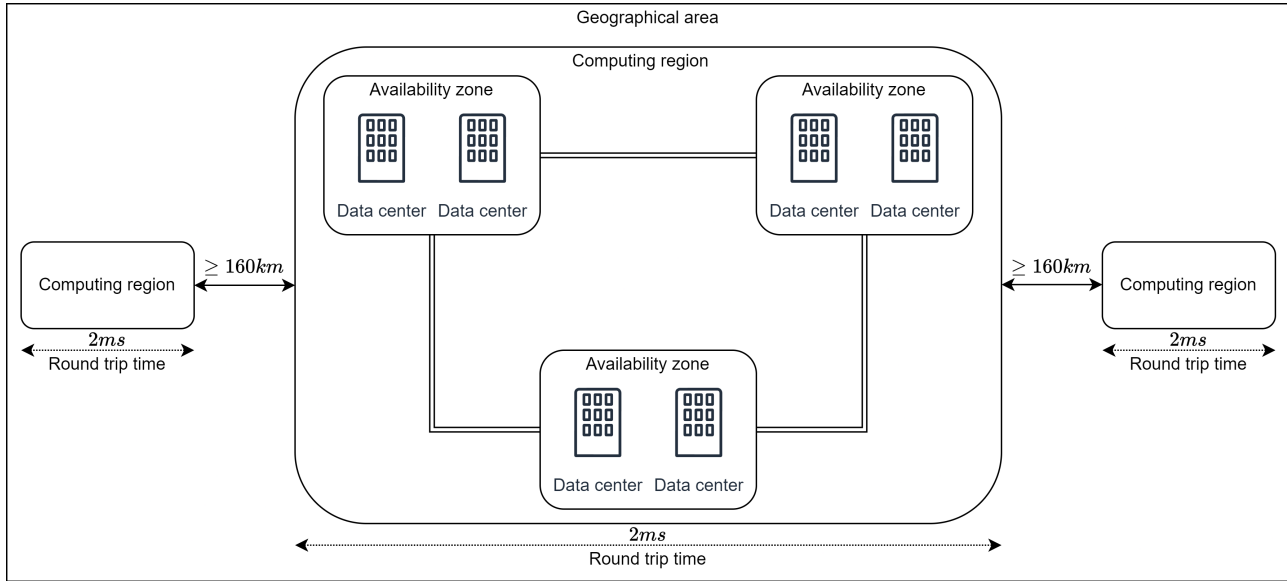 Geographical area
Computing region
Availability zone
Data center Data center
Availability zone
Data center Data center
Computing region
2ms
Round trip time
≥ 160km
≥ 160km
Computing region
2ms
Round trip time
Availability zone
Data center Data center
2ms
Round trip time